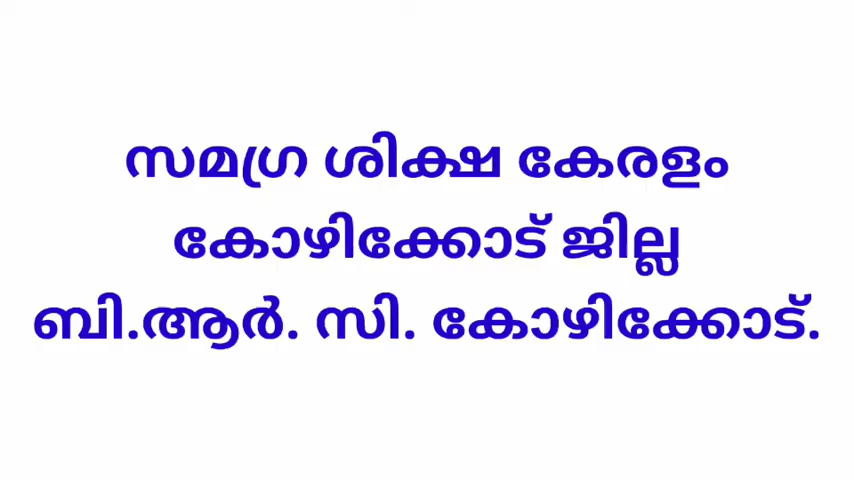 സമഗ്ര ശിക്ഷ കേരളം
കോഴിക്കോട് ജില്ല
ബി.ആർ. സി. കോഴിക്കോട്.